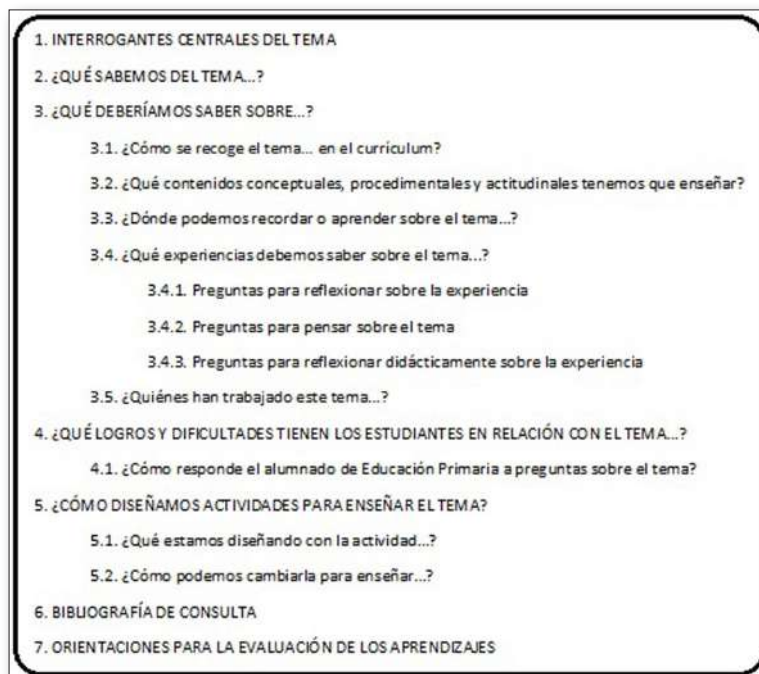 1. INTERROGANTES CENTRALES DEL TEMA
2. ¿QUÉ SABEMOS DEL TEMA...?
3. ¿QUÉ DEBERÍAMOS SABER SOBRE...?
3.1. ¿Cómo se recoge el tema... en el currículum?
3.2. ¿Qué contenidos conceptuales, procedimentales y actitudinales tenemos que enseñar?
3.3. ¿Dónde podemos recordar o aprender sobre el tema...?
3.4. ¿Qué experiencias debemos saber sobre el tema...?
3.4.1. Preguntas para reflexionar sobre la experiencia
3.4.2. Preguntas para pensar sobre el tema
3.4.3. Preguntas para reflexionar didácticamente sobre la experiencia
3.5. ¿Quiénes han trabajado este tema...?
4. ¿QUÉ LOGROS Y DIFICULTADES TIENEN LOS ESTUDIANTES EN RELACIÓN CON EL TEMA...?
4.1. ¿Cómo responde el alumnado de Educación Primaria a preguntas sobre el tema?
5. ¿CÓMO DISEÑAMOS ACTIVIDADES PARA ENSEÑAR EL TEMA?
5.1. ¿Qué estamos diseñando con la actividad...?
5.2. ¿Cómo podemos cambiarla para enseñar...?
6. BIBLIOGRAFÍA DE CONSULTA
7. ORIENTACIONES PARA LA EVALUACIÓN DE LOS APRENDIZAJES